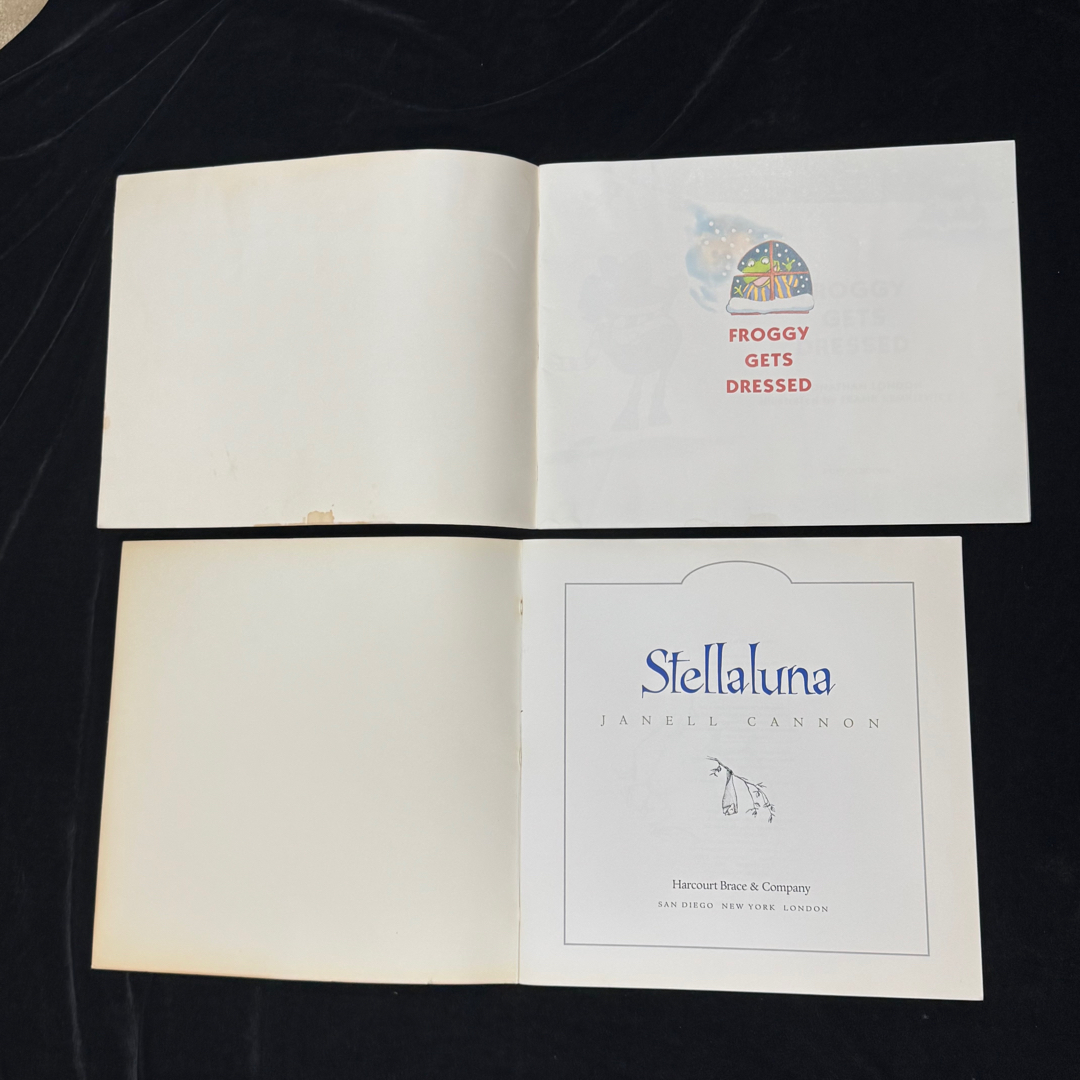 FROGGY
GETS
DRESSED
Stellaluna
JANELL CANNON
Harcourt Brace & Company
SAN DIEGO NEW YORK LONDON